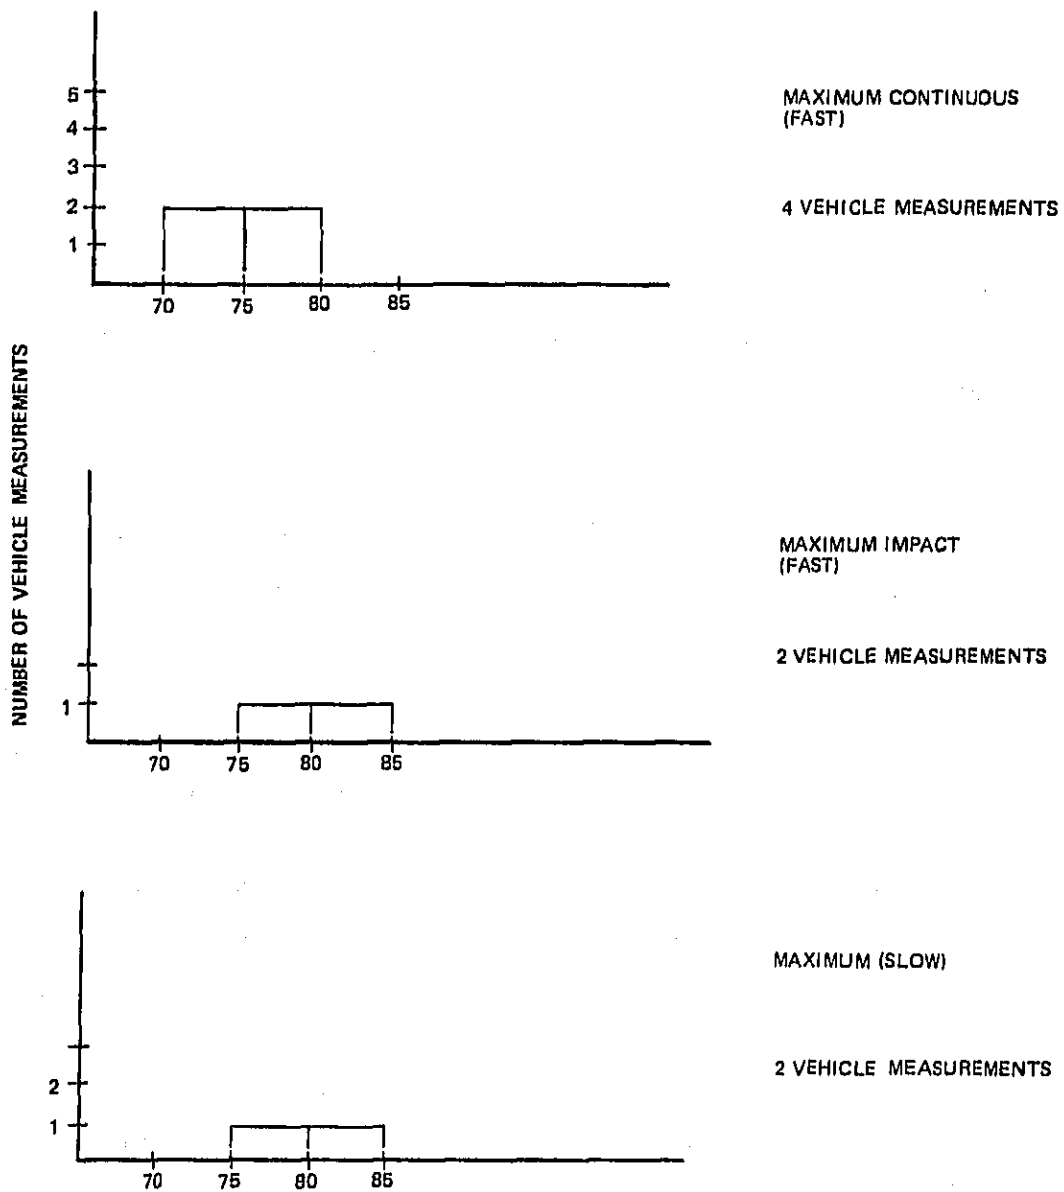 NUMBER OF VEHICLE MEASUREMENTS
5
4
3
2
1
70 75 80 85
MAXIMUM CONTINUOUS
(FAST)
4 VEHICLE MEASUREMENTS
1
70 75 80 85
MAXIMUM IMPACT
(FAST)
2 VEHICLE MEASUREMENTS
2
1
70 75 80 85
MAXIMUM (SLOW)
2 VEHICLE MEASUREMENTS